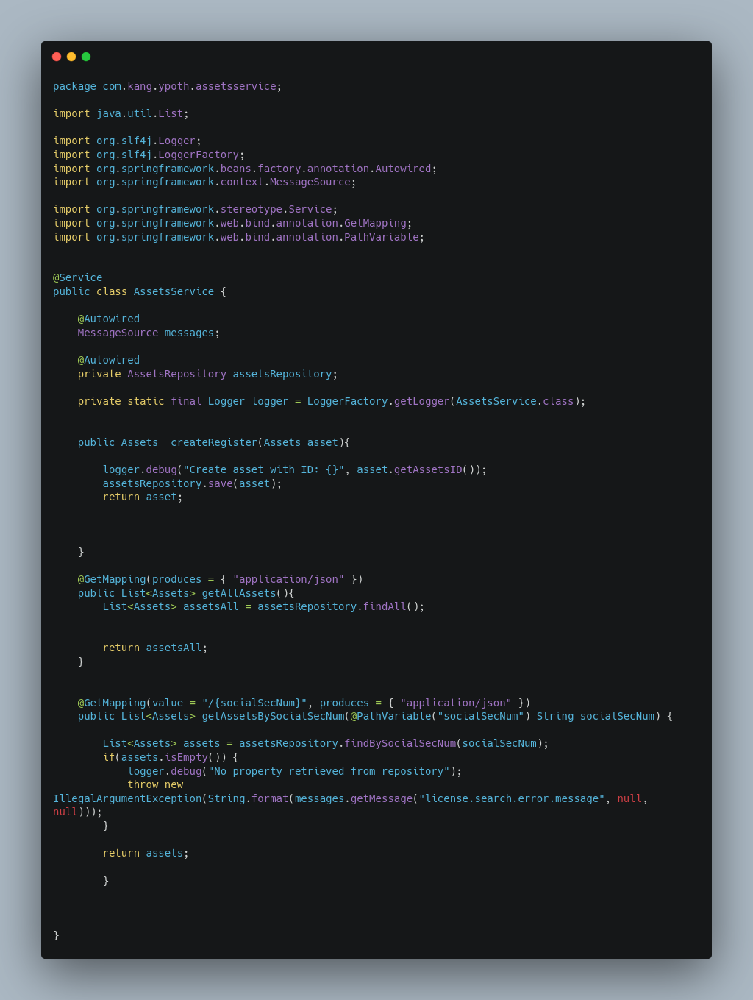 package com.kang.ypoth.assetsservice;
import java.util.List;
import org.slf4j.Logger;
import org.slf4j.LoggerFactory;
import org.springframework.beans.factory.annotation.Autowired;
import org.springframework.context.MessageSource;
import org.springframework.stereotype.Service;
import org.springframework.web.bind.annotation.GetMapping;
import org.springframework.web.bind.annotation.PathVariable;
@Service
public class AssetsService {
    @Autowired
    MessageSource messages;
    @Autowired
    private AssetsRepository assetsRepository;
    private static final Logger logger = LoggerFactory.getLogger(AssetsService.class);
    public Assets  createRegister(Assets asset){
        logger.debug("Create asset with ID: {}", asset.getAssetsID());
        assetsRepository.save(asset);
        return asset;
    }
    @GetMapping(produces = { "application/json" })
    public List<Assets> getAllAssets(){
        List<Assets> assetsAll = assetsRepository.findAll();
        return assetsAll;
    }
    @GetMapping(value = "/{socialSecNum}", produces = { "application/json" })
    public List<Assets> getAssetsBySocialSecNum(@PathVariable("socialSecNum") String socialSecNum) {
        List<Assets> assets = assetsRepository.findBySocialSecNum(socialSecNum);
        if(assets.isEmpty()) {
            logger.debug("No property retrieved from repository");
            throw new
IllegalArgumentException(String.format(messages.getMessage("license.search.error.message", null,
null)));
        }
        return assets;
        }
}